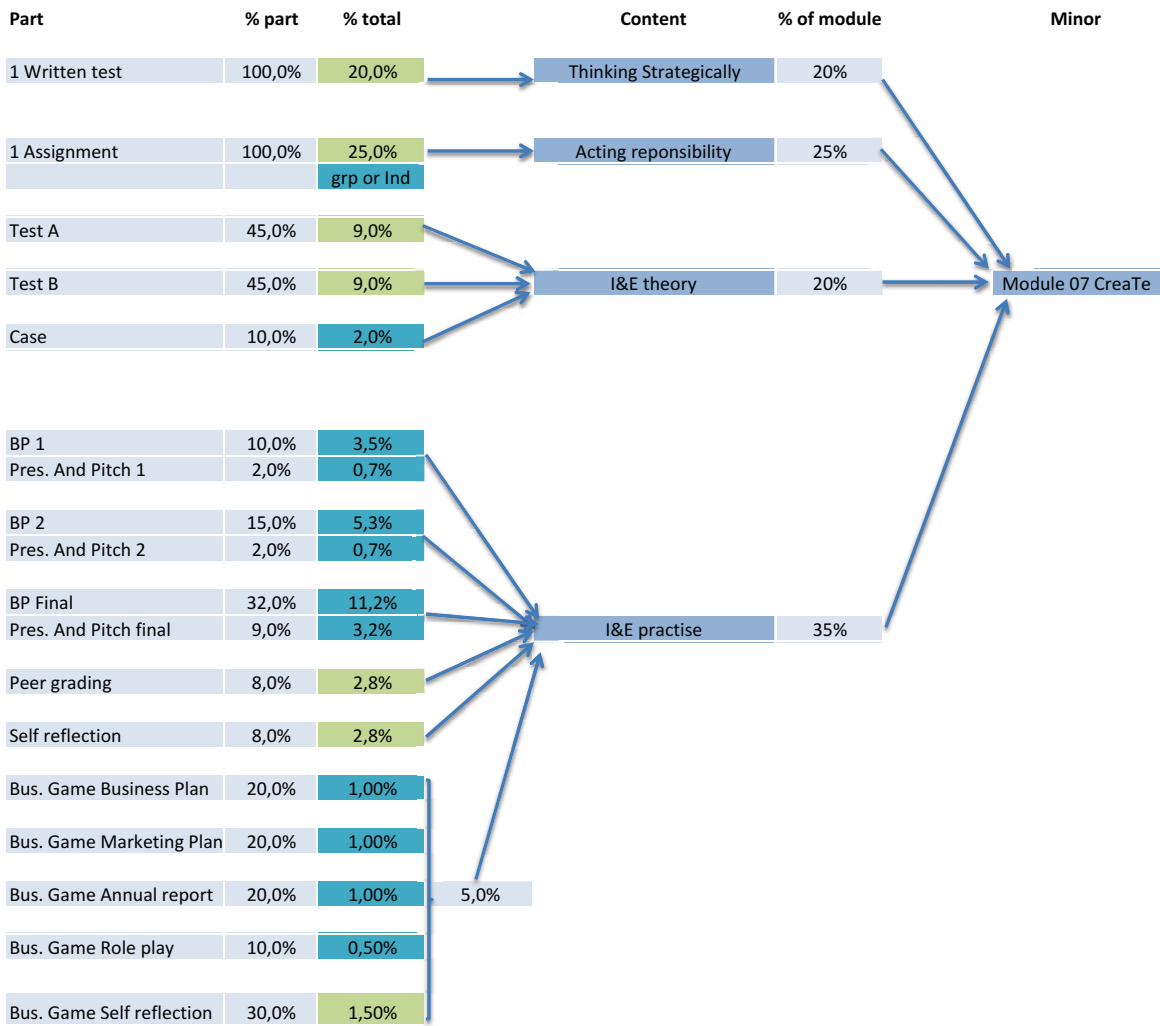 Part % part % total Content % of module Minor
1 Written test 100,0% 20,0% Thinking Strategically 20%
1 Assignment 100,0% 25,0% Acting reponsibility 25%
grp or Ind
Test A 45,0% 9,0%
Test B 45,0% 9,0% I&E theory 20% Module 07 CreaTe
Case 10,0% 2,0%
BP 1 10,0% 3,5%
Pres. And Pitch 1 2,0% 0,7%
BP 2 15,0% 5,3%
Pres. And Pitch 2 2,0% 0,7%
BP Final 32,0% 11,2%
Pres. And Pitch final 9,0% 3,2% I&E practise 35%
Peer grading 8,0% 2,8%
Self reflection 8,0% 2,8%
Bus. Game Business Plan 20,0% 1,00%
Bus. Game Marketing Plan 20,0% 1,00%
Bus. Game Annual report 20,0% 1,00% 5,0%
Bus. Game Role play 10,0% 0,50%
Bus. Game Self reflection 30,0% 1,50%